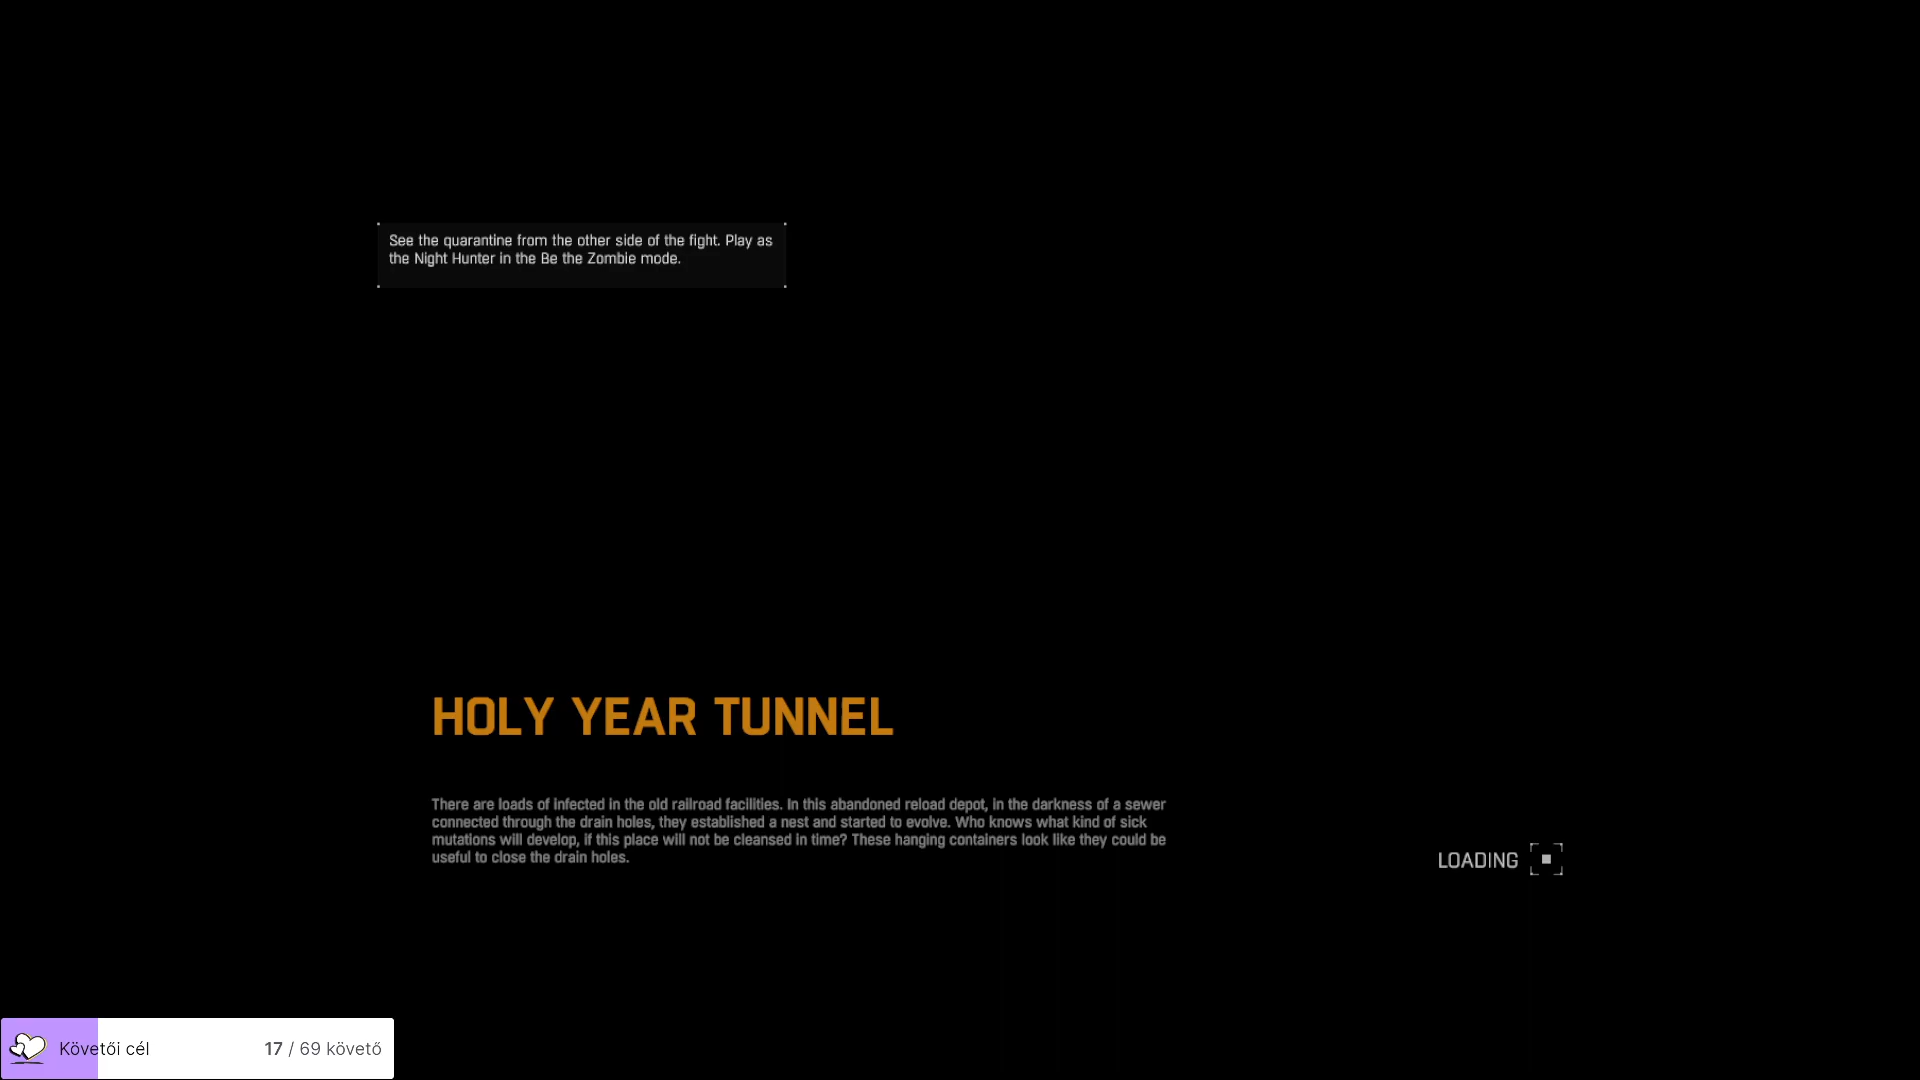 See the quarantine from the other side of the fight. Play as
the Night Hunter in the Be the Zombie mode.
HOLY YEAR TUNNEL
There are loads of infected in the old railroad facilities. In this abandoned reload depot, in the darkness of a sewer
connected through the drain holes, they established a nest and started to evolve. Who knows what kind of sick
mutations will develop, if this place will not be cleansed in time? These hanging containers look like they could be
useful to close the drain holes.
LOADING
Követői cél 17 / 69 követő